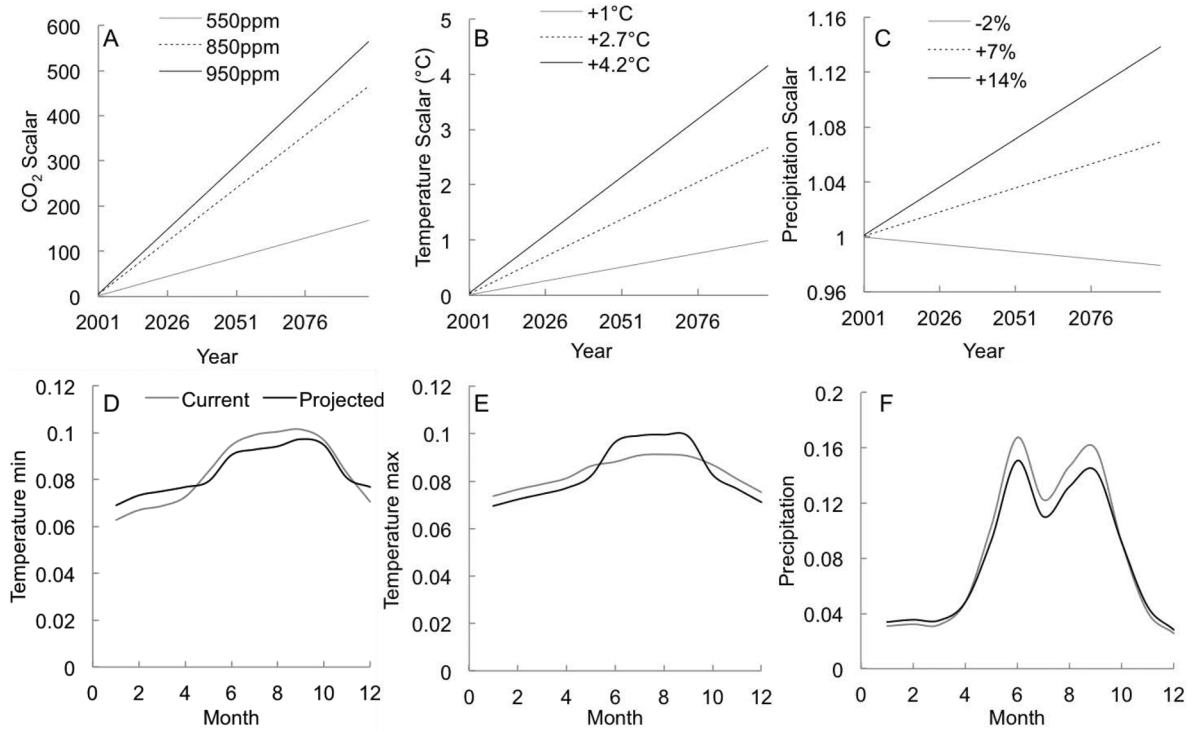 A
550ppm
850ppm
950ppm
600
500
400
300
200
100
0
CO2 Scalar
2001 2026 2051 2076
Year
B
+1°C
+2.7°C
+4.2°C
5
4
3
2
1
0
Temperature Scalar (°C)
2001 2026 2051 2076
Year
C
-2%
+7%
+14%
1.16
1.12
1.08
1.04
1
0.96
Precipitation Scalar
2001 2026 2051 2076
Year
D
Current Projected
0.12
0.1
0.08
0.06
0.04
0.02
0
Temperature min
0 2 4 6 8 10 12
Month
E
0.12
0.1
0.08
0.06
0.04
0.02
0
Temperature max
0 2 4 6 8 10 12
Month
F
0.2
0.16
0.12
0.08
0.04
0
Precipitation
0 2 4 6 8 10 12
Month